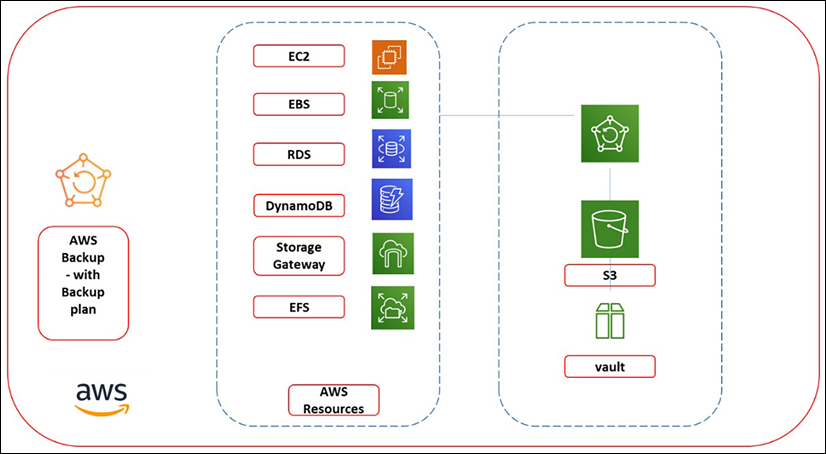 AWS
Backup
- with
Backup
plan
aws
EC2
EBS
RDS
DynamoDB
Storage
Gateway
EFS
AWS
Resources
S3
vault